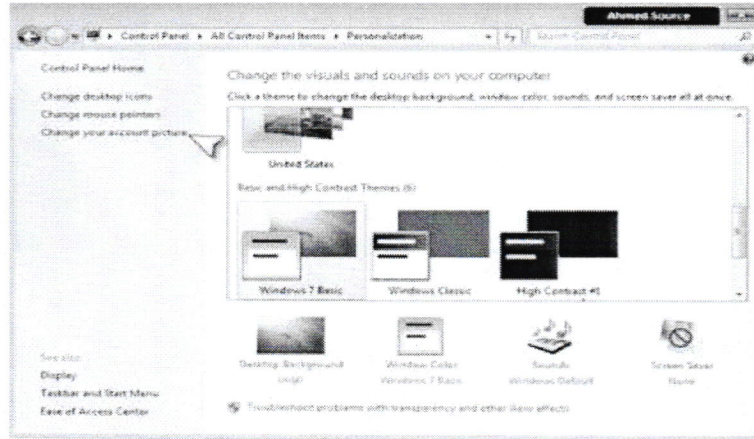 Ahmed Source
Control Panel ▸ All Control Panel Items ▸ Personalization
Search Control Panel
Control Panel Home
Change desktop icons
Change mouse pointers
Change your account picture
Change the visuals and sounds on your computer
Click a theme to change the desktop background, window color, sounds, and screen saver all at once.
United States
Basic and High Contrast Themes (6)
Windows 7 Basic
Windows Classic
High Contrast #1
Desktop Background
Window Color
Windows 7 Basic
Sounds
Windows Default
Screen Saver
None
See also
Display
Taskbar and Start Menu
Ease of Access Center
Troubleshoot problems with transparency and other Aero effects